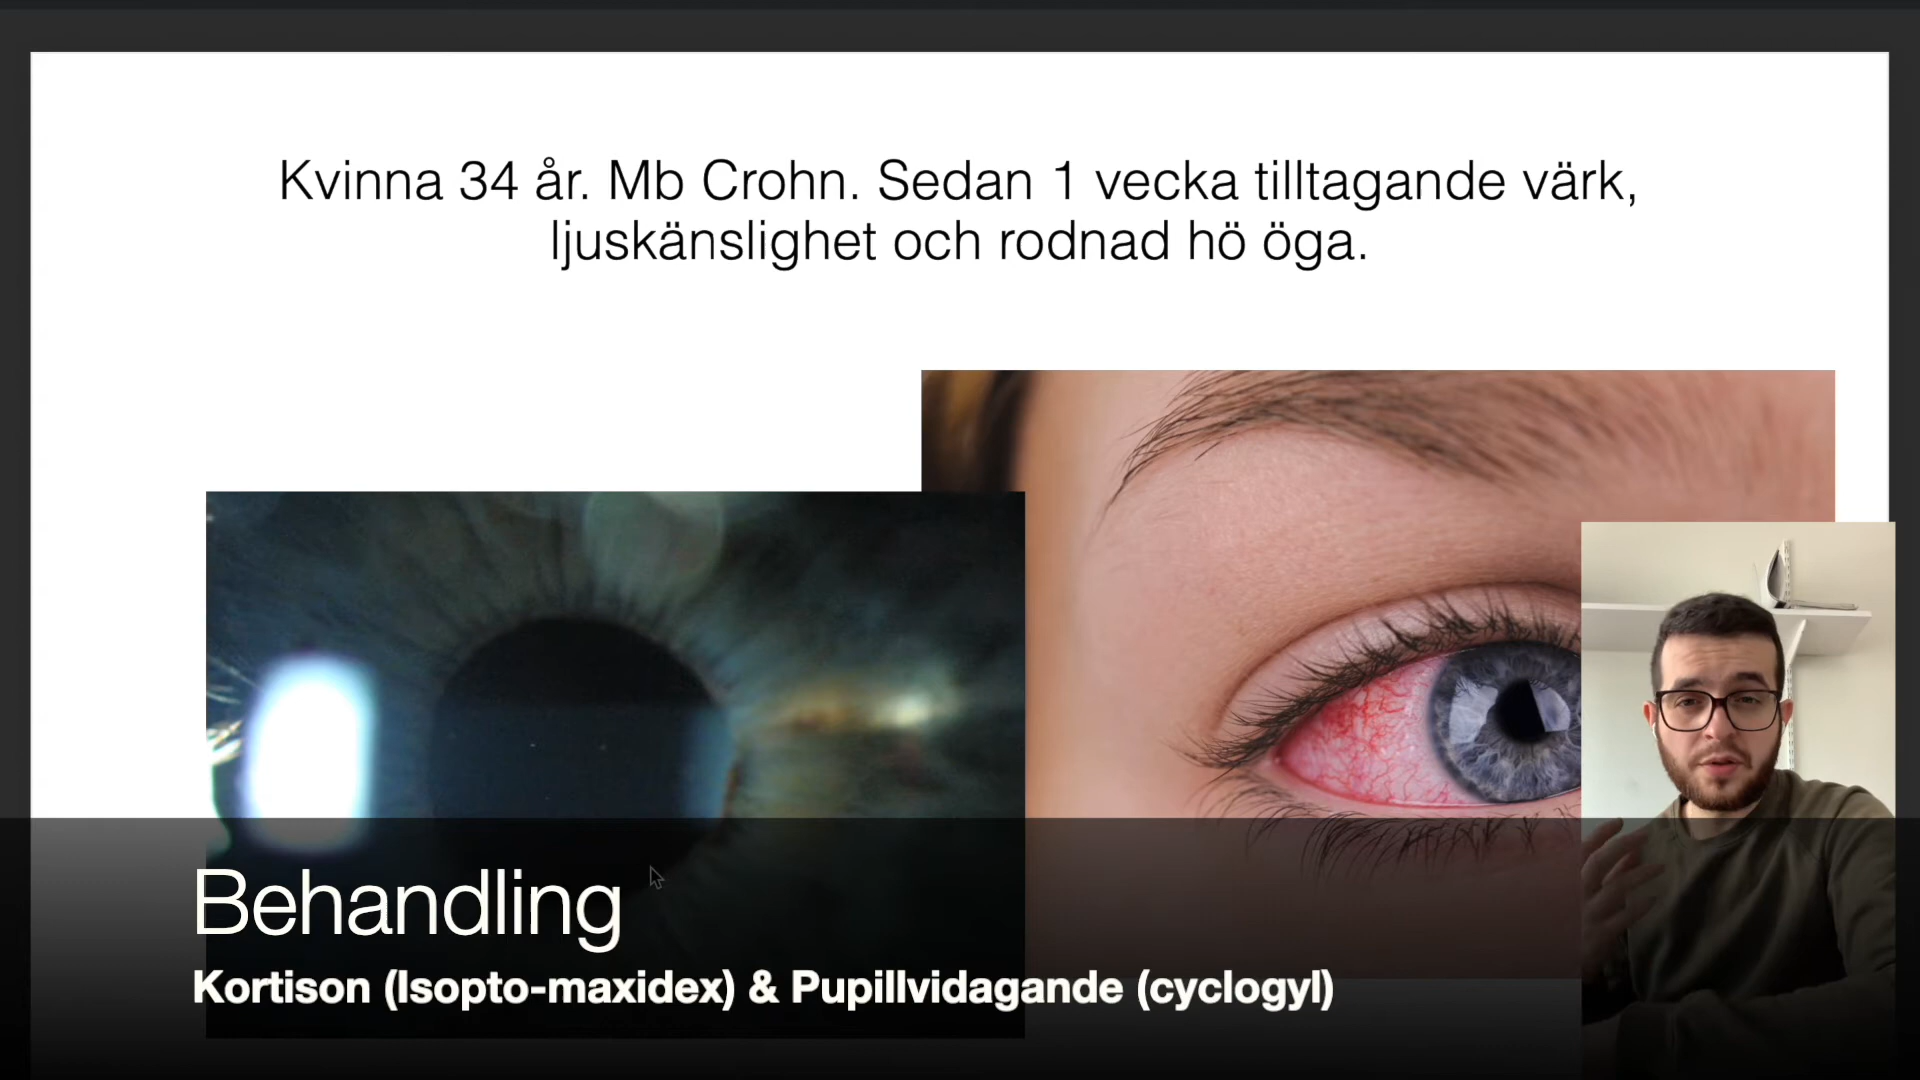 Kvinna 34 år. Mb Crohn. Sedan 1 vecka tilltagande värk,
ljuskänslighet och rodnad hö öga.
Behandling
Kortison (Isopto-maxidex) & Pupillvidagande (cyclogyl)